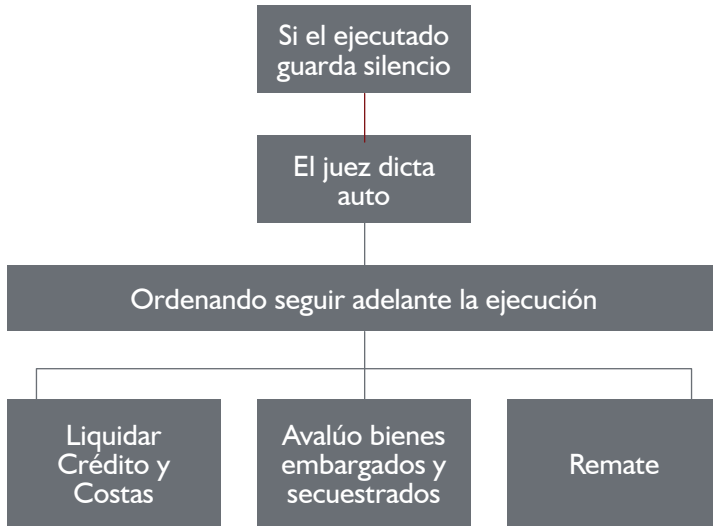 Si el ejecutado
guarda silencio
El juez dicta
auto
Ordenando seguir adelante la ejecución
Liquidar
Crédito y
Costas
Avalúo bienes
embargados y
secuestrados
Remate